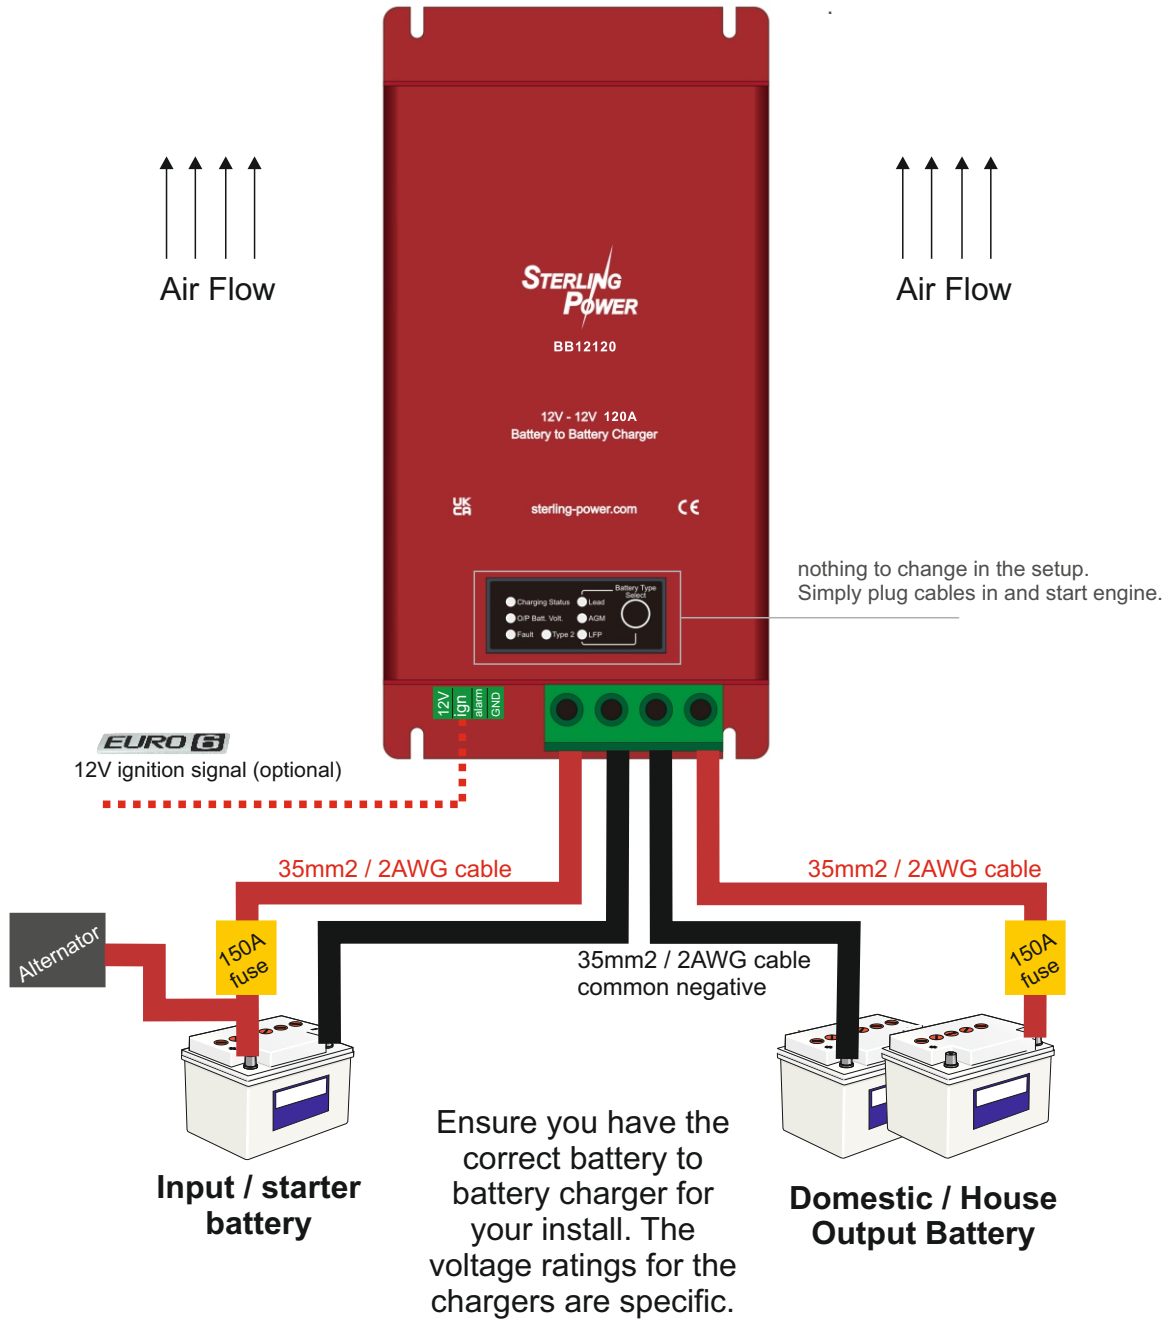 Air Flow
Air Flow
STERLING
POWER
BB12120
12V - 12V 120A
Battery to Battery Charger
UK
CA
sterling-power.com
CE
nothing to change in the setup.
Simply plug cables in and start engine.
Battery Type
Select
Charging Status
Lead
O/P Batt. Volt.
AGM
Fault
Type 2
LFP
12V
ign
alarm
GND
EURO 6
12V ignition signal (optional)
35mm2 / 2AWG cable
35mm2 / 2AWG cable
Alternator
150A
fuse
35mm2 / 2AWG cable
common negative
150A
fuse
Input / starter
battery
Ensure you have the
correct battery to
battery charger for
your install. The
voltage ratings for the
chargers are specific.
Domestic / House
Output Battery